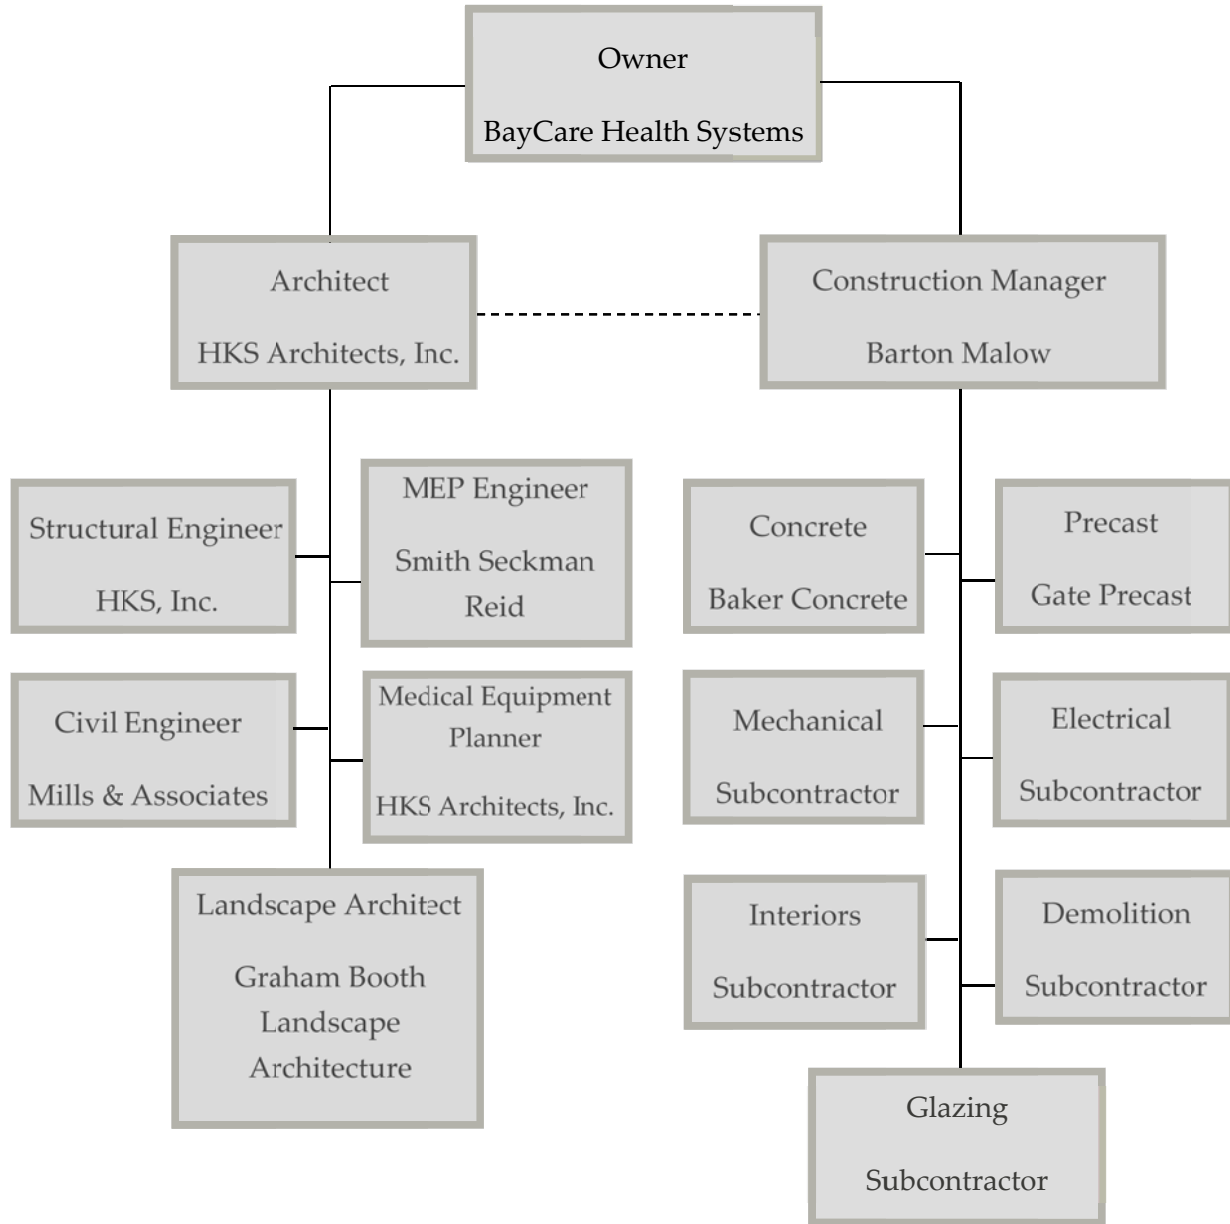 Owner
BayCare Health Systems
Architect
HKS Architects, Inc.
Construction Manager
Barton Malow
Structural Engineer
HKS, Inc.
MEP Engineer
Smith Seckman
Reid
Concrete
Baker Concrete
Precast
Gate Precast
Civil Engineer
Mills & Associates
Medical Equipment
Planner
HKS Architects, Inc.
Mechanical
Subcontractor
Electrical
Subcontractor
Landscape Architect
Graham Booth
Landscape
Architecture
Interiors
Subcontractor
Demolition
Subcontractor
Glazing
Subcontractor